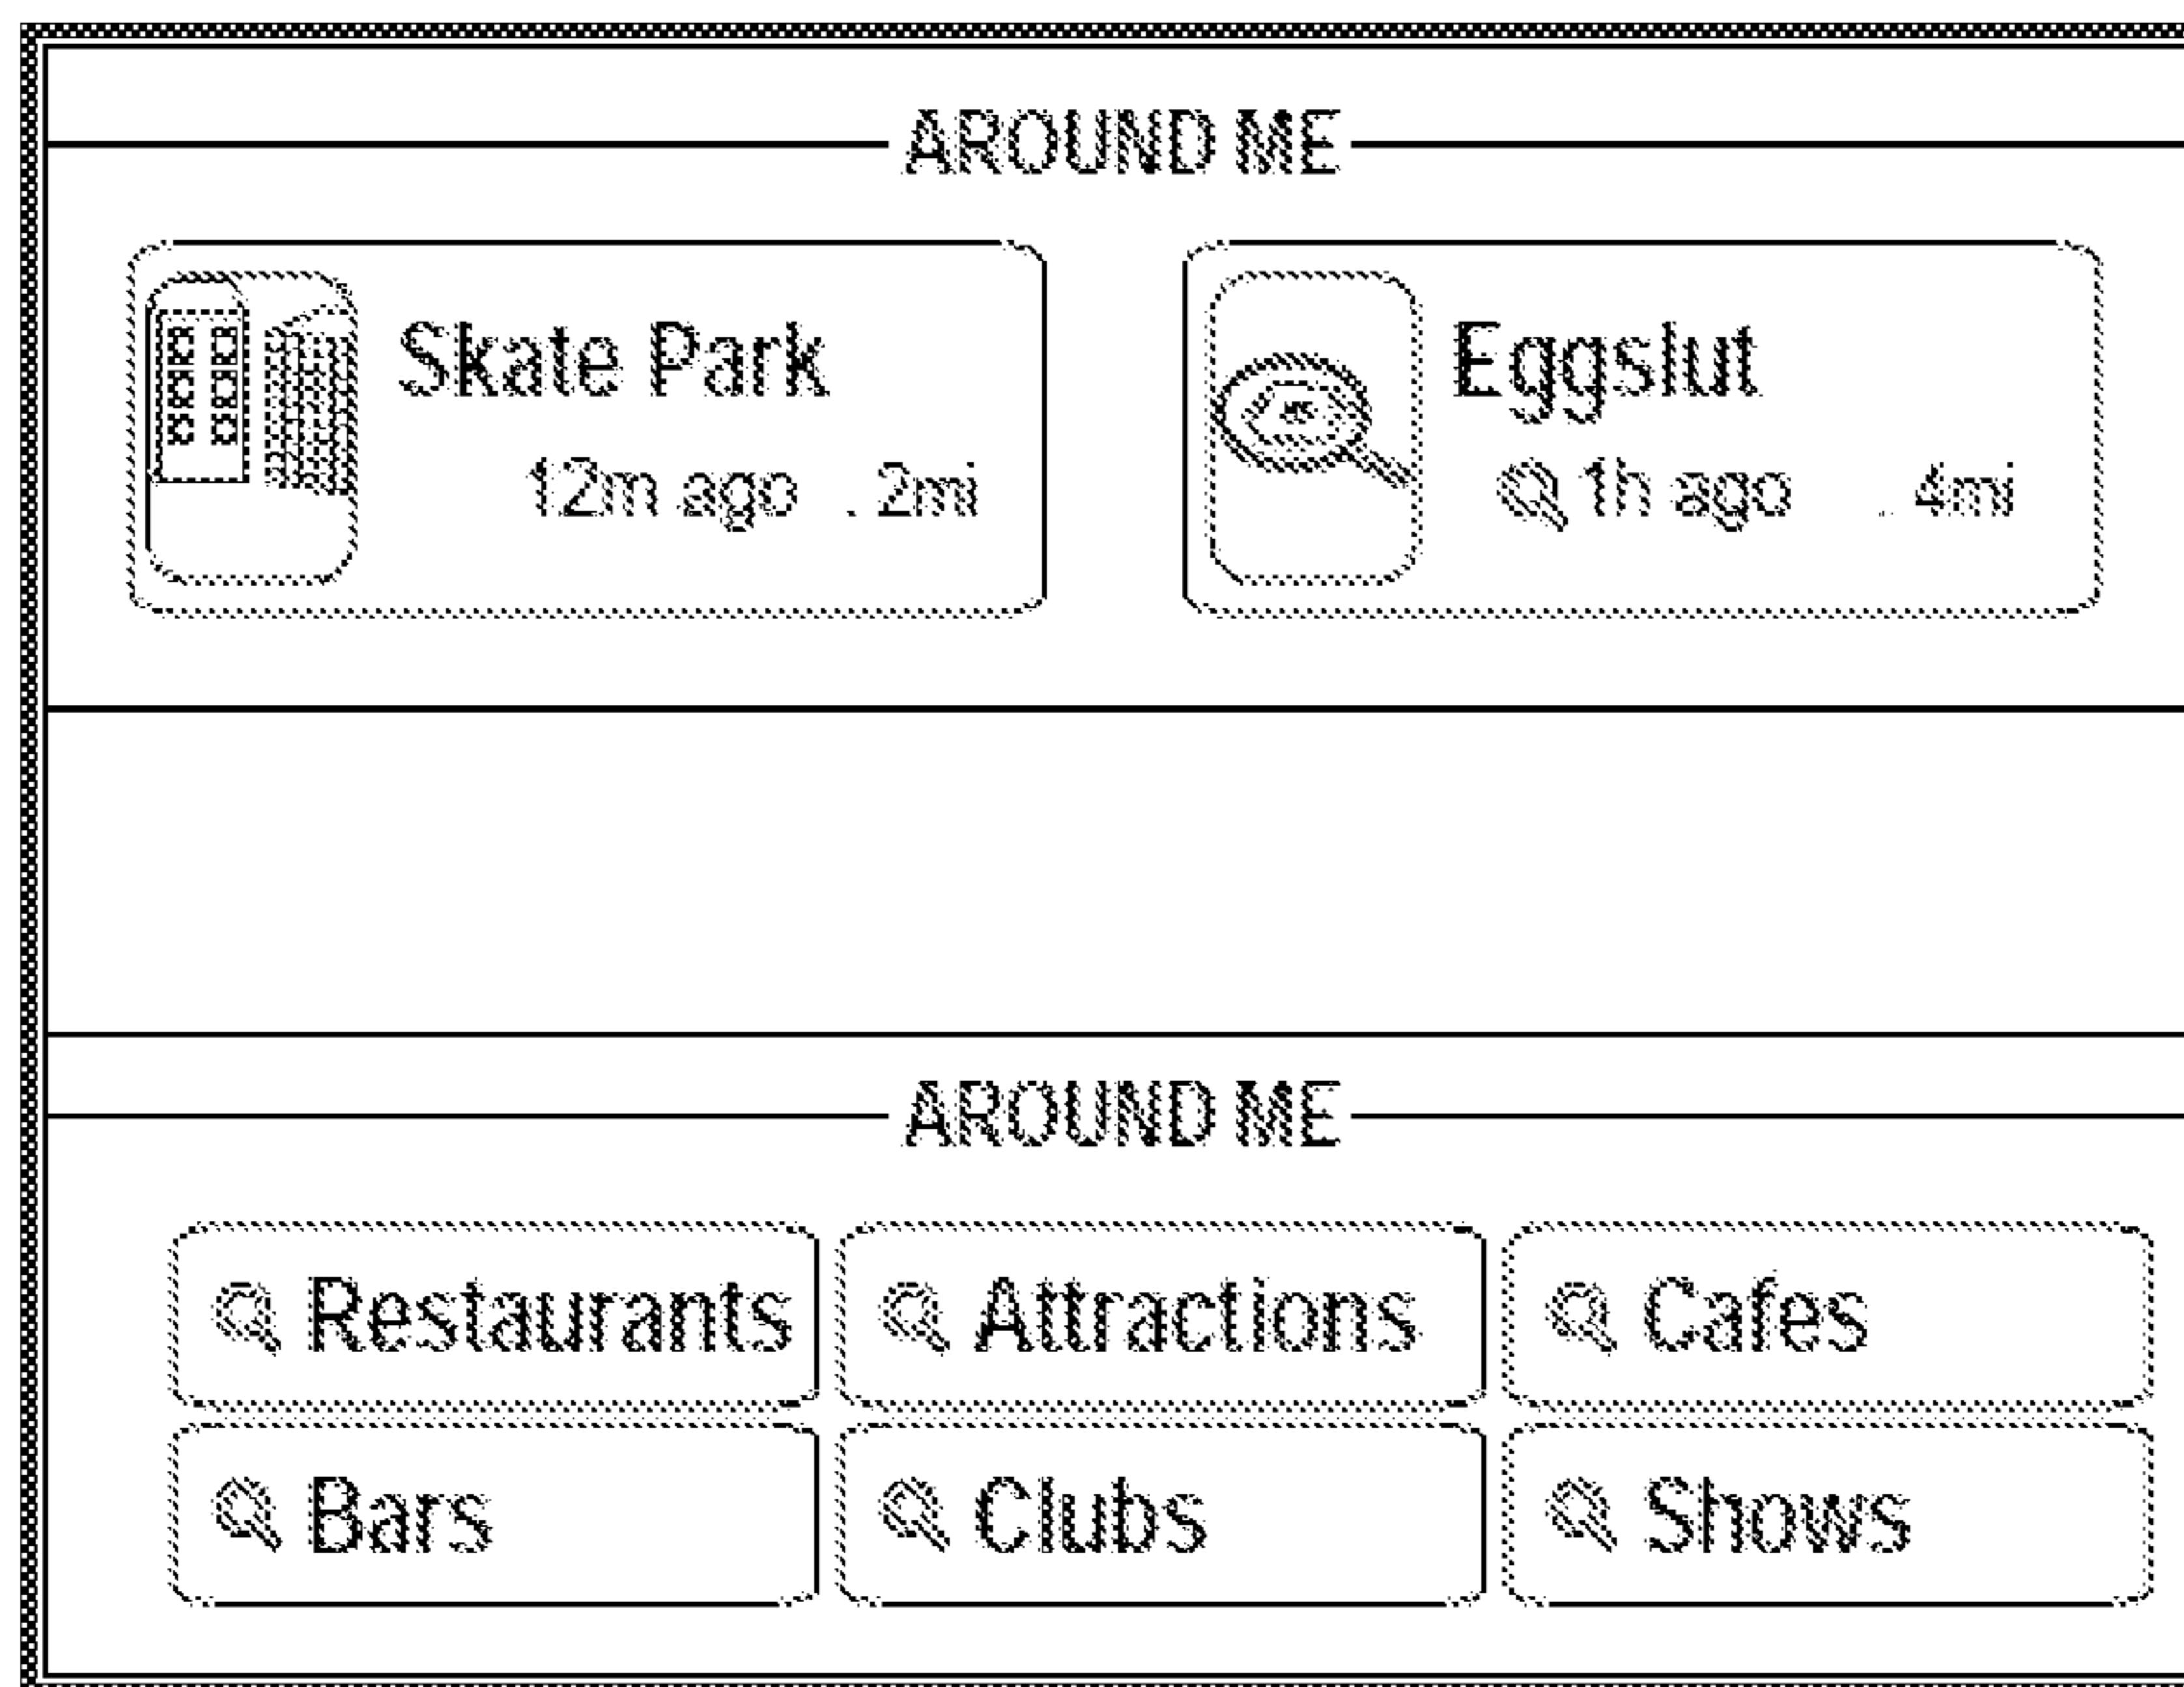 AROUND ME
Skate Park
12m ago .2mi
Eggslut
1h ago .4mi
AROUND ME
Restaurants Attractions Cafes
Bars Clubs Shows